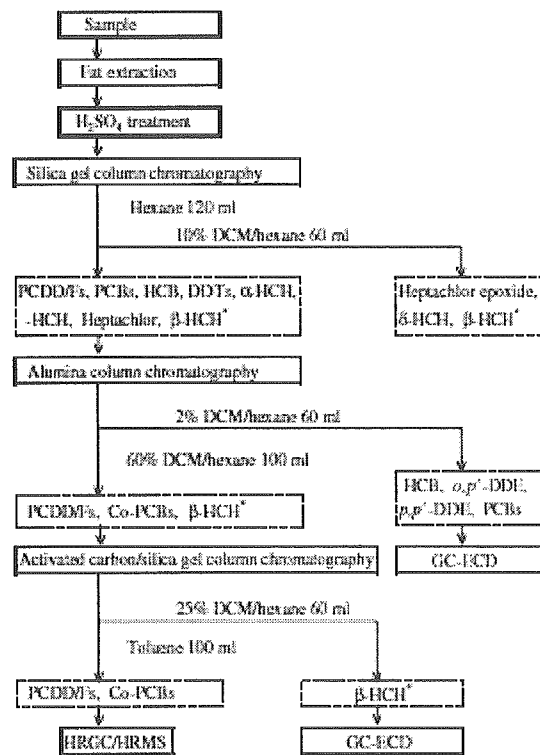 Sample
Fat extraction
H₂SO₄ treatment
Silica gel column chromatography
Hexane 120 ml
10% DCM/hexane 60 ml
PCDD/Fs, PCBs, HCB, DDTs, α-HCH,
-HCH, Heptachlor, β-HCH*
Heptachlor epoxide,
δ-HCH, β-HCH*
Alumina column chromatography
2% DCM/hexane 60 ml
60% DCM/hexane 100 ml
HCB, o,p'-DDE,
p,p'-DDE, PCBs
PCDD/Fs, Co-PCBs, β-HCH*
GC-ECD
Activated carbon/silica gel column chromatography
25% DCM/hexane 60 ml
Toluene 100 ml
PCDD/Fs, Co-PCBs
β-HCH*
HRGC/HRMS
GC-ECD